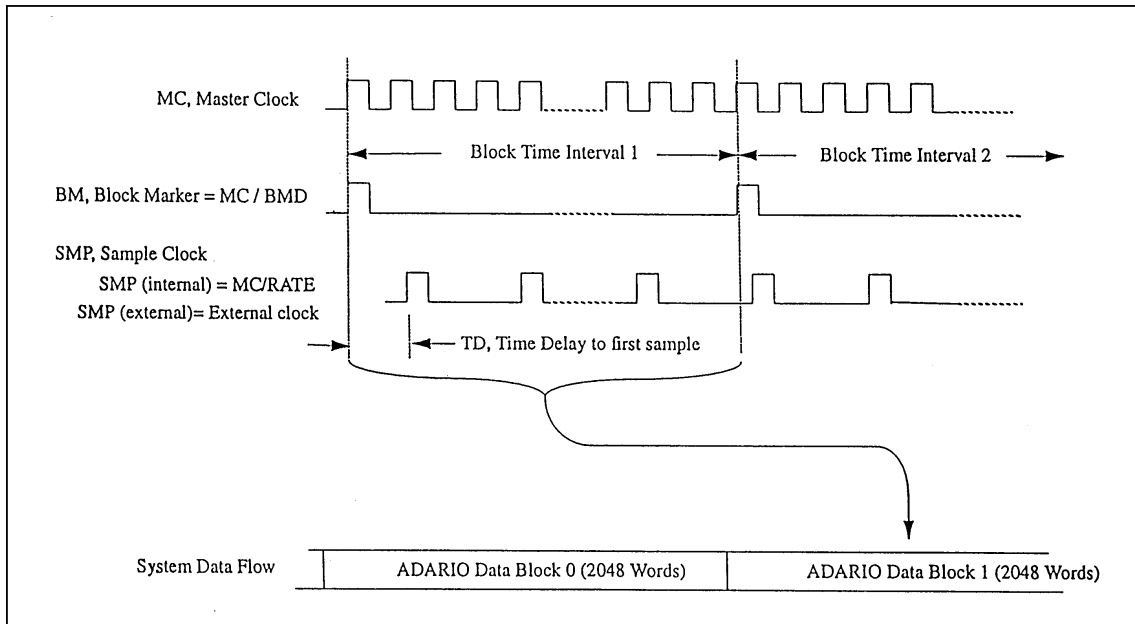 MC, Master Clock
Block Time Interval 1
Block Time Interval 2
BM, Block Marker = MC / BMD
SMP, Sample Clock
SMP (internal) = MC/RATE
SMP (external)= External clock
TD, Time Delay to first sample
System Data Flow
ADARIO Data Block 0 (2048 Words)
ADARIO Data Block 1 (2048 Words)